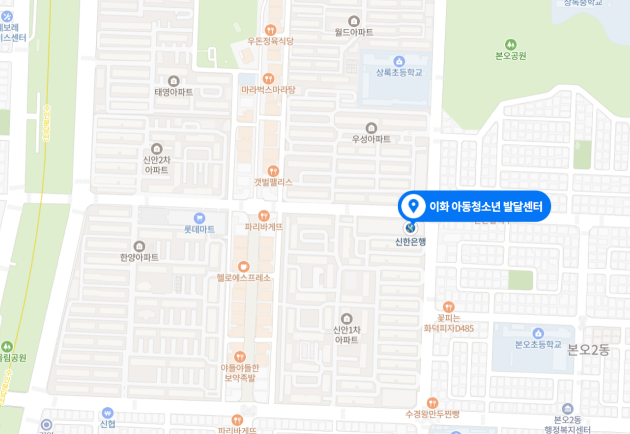 상록중학교
월드아파트
우돈정육식당
본오공원
상록초등학교
마라벅스마라탕
태영아파트
우성아파트
신안2차
아파트
갯벌펠리스
이화 아동청소년 발달센터
롯데마트
파리바게뜨
신한은행
한양아파트
헬로에스프레소
꽃피는
화덕피자D485
신안1차
아파트
본오초등학교
본오2동
야들야들한
보약족발
수경왕만두찐빵
신협
파리바게뜨
본오2동
행정복지센터